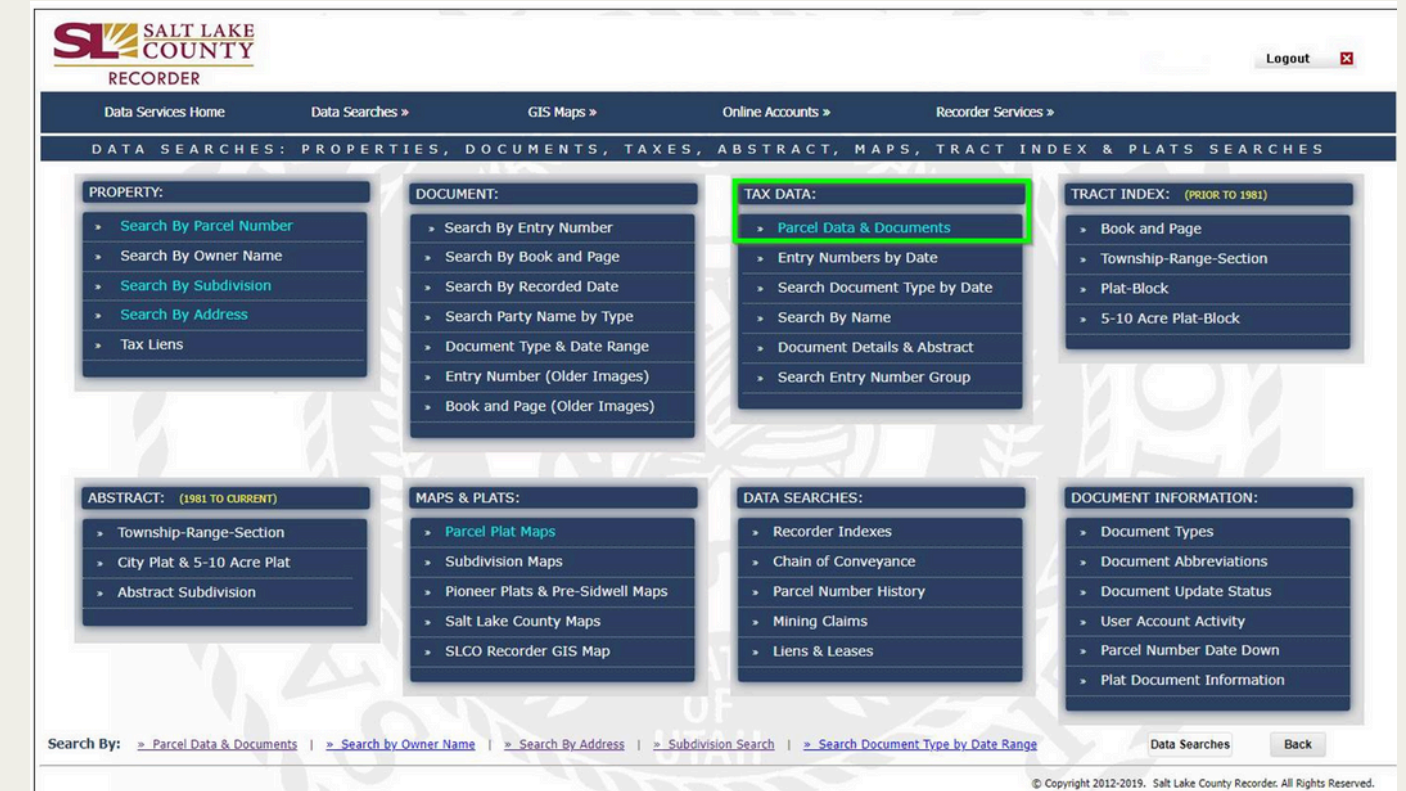 SL SALT LAKE
COUNTY
RECORDER
Logout
Data Services Home Data Searches » GIS Maps » Online Accounts » Recorder Services »
DATA SEARCHES: PROPERTIES, DOCUMENTS, TAXES, ABSTRACT, MAPS, TRACT INDEX & PLATS SEARCHES
PROPERTY:
» Search By Parcel Number
» Search By Owner Name
» Search By Subdivision
» Search By Address
» Tax Liens
DOCUMENT:
» Search By Entry Number
» Search By Book and Page
» Search By Recorded Date
» Search Party Name by Type
» Document Type & Date Range
» Entry Number (Older Images)
» Book and Page (Older Images)
TAX DATA:
» Parcel Data & Documents
» Entry Numbers by Date
» Search Document Type by Date
» Search By Name
» Document Details & Abstract
» Search Entry Number Group
TRACT INDEX: (PRIOR TO 1981)
» Book and Page
» Township-Range-Section
» Plat-Block
» 5-10 Acre Plat-Block
ABSTRACT: (1981 TO CURRENT)
» Township-Range-Section
» City Plat & 5-10 Acre Plat
» Abstract Subdivision
MAPS & PLATS:
» Parcel Plat Maps
» Subdivision Maps
» Pioneer Plats & Pre-Sidwell Maps
» Salt Lake County Maps
» SLCO Recorder GIS Map
DATA SEARCHES:
» Recorder Indexes
» Chain of Conveyance
» Parcel Number History
» Mining Claims
» Liens & Leases
DOCUMENT INFORMATION:
» Document Types
» Document Abbreviations
» Document Update Status
» User Account Activity
» Parcel Number Date Down
» Plat Document Information
OF
UTAH
Search By: » Parcel Data & Documents | » Search by Owner Name | » Search By Address | » Subdivision Search | » Search Document Type by Date Range Data Searches Back
© Copyright 2012-2019. Salt Lake County Recorder. All Rights Reserved.